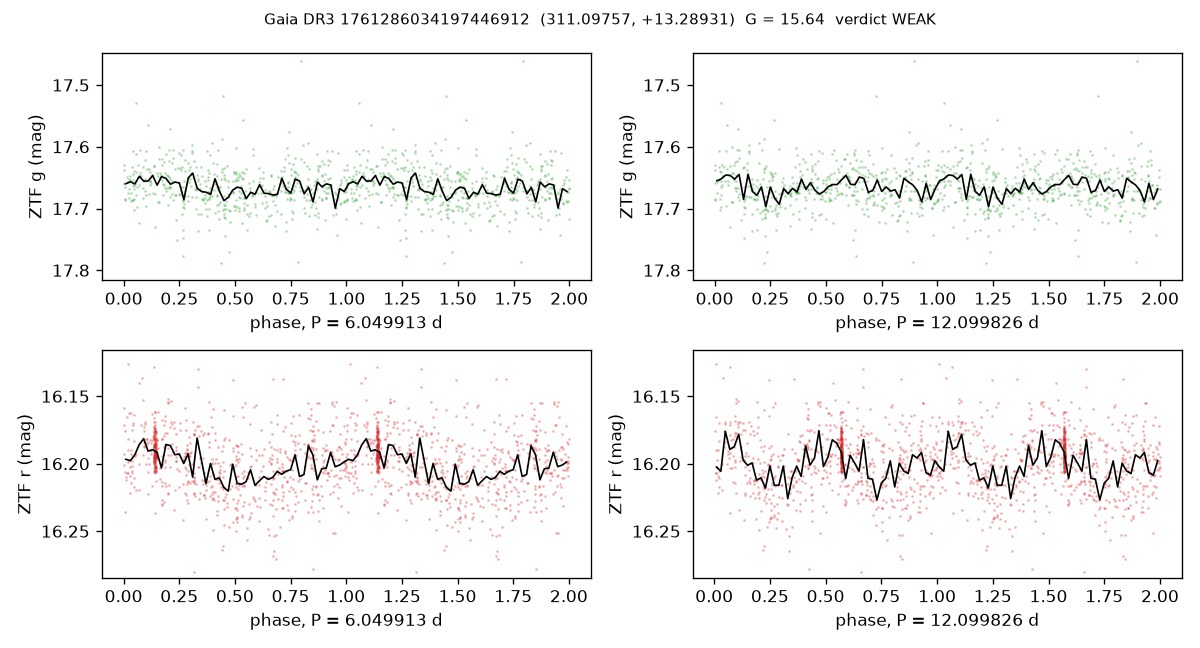 Gaia DR3 1761286034197446912  (311.09757, +13.28931)  G = 15.64  verdict WEAK
ZTF g (mag)
17.5
17.6
17.7
17.8
0.00 0.25 0.50 0.75 1.00 1.25 1.50 1.75 2.00
phase, P = 6.049913 d
ZTF g (mag)
17.5
17.6
17.7
17.8
0.00 0.25 0.50 0.75 1.00 1.25 1.50 1.75 2.00
phase, P = 12.099826 d
ZTF r (mag)
16.15
16.20
16.25
0.00 0.25 0.50 0.75 1.00 1.25 1.50 1.75 2.00
phase, P = 6.049913 d
ZTF r (mag)
16.15
16.20
16.25
0.00 0.25 0.50 0.75 1.00 1.25 1.50 1.75 2.00
phase, P = 12.099826 d